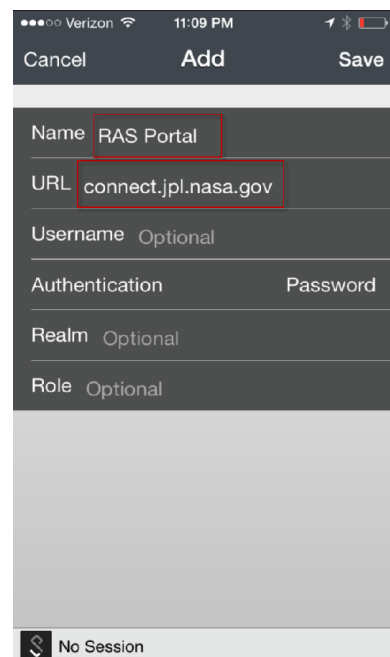 Verizon 11:09 PM
Cancel Add Save
Name RAS Portal
URL connect.jpl.nasa.gov
Username Optional
Authentication Password
Realm Optional
Role Optional
No Session